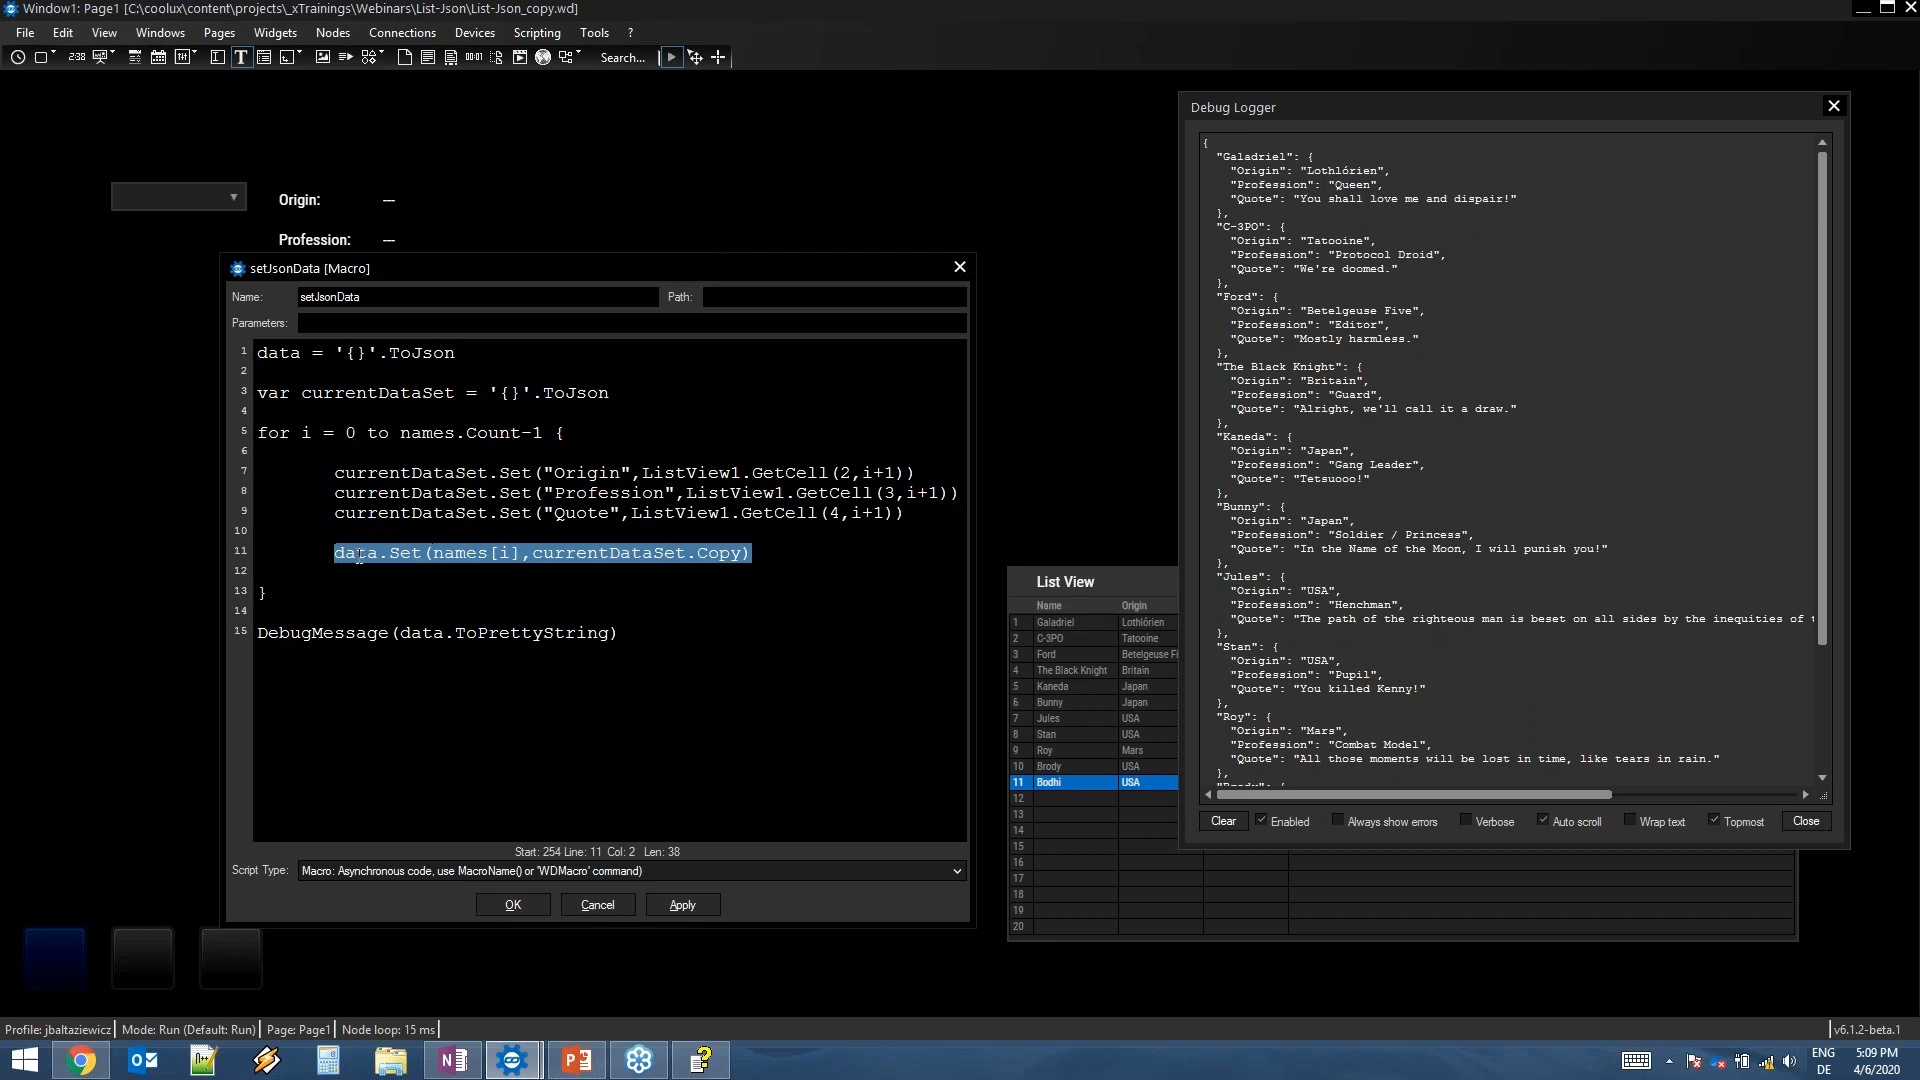 Window1: Page1 [C:\coolux\content\projects\_xTrainings\Webinars\List-Json\List-Json_copy.wd]
File Edit View Windows Pages Widgets Nodes Connections Devices Scripting Tools ?
Search...
Origin: ---
Profession: ---
setJsonData [Macro]
Name: setJsonData Path:
Parameters:
1 data = '{}'.ToJson
2
3 var currentDataSet = '{}'.ToJson
4
5 for i = 0 to names.Count-1 {
6
7 currentDataSet.Set("Origin",ListView1.GetCell(2,i+1))
8 currentDataSet.Set("Profession",ListView1.GetCell(3,i+1))
9 currentDataSet.Set("Quote",ListView1.GetCell(4,i+1))
10
11 data.Set(names[i],currentDataSet.Copy)
12
13 }
14
15 DebugMessage(data.ToPrettyString)
Start: 254 Line: 11 Col: 2 Len: 38
Script Type: Macro: Asynchronous code, use MacroName() or 'WDMacro' command)
OK Cancel Apply
Debug Logger
{
"Galadriel": {
"Origin": "Lothlórien",
"Profession": "Queen",
"Quote": "You shall love me and dispair!"
},
"C-3PO": {
"Origin": "Tatooine",
"Profession": "Protocol Droid",
"Quote": "We're doomed."
},
"Ford": {
"Origin": "Betelgeuse Five",
"Profession": "Editor",
"Quote": "Mostly harmless."
},
"The Black Knight": {
"Origin": "Britain",
"Profession": "Guard",
"Quote": "Alright, we'll call it a draw."
},
"Kaneda": {
"Origin": "Japan",
"Profession": "Gang Leader",
"Quote": "Tetsuooo!"
},
"Bunny": {
"Origin": "Japan",
"Profession": "Soldier / Princess",
"Quote": "In the Name of the Moon, I will punish you!"
},
"Jules": {
"Origin": "USA",
"Profession": "Henchman",
"Quote": "The path of the righteous man is beset on all sides by the inequities of t
},
"Stan": {
"Origin": "USA",
"Profession": "Pupil",
"Quote": "You killed Kenny!"
},
"Roy": {
"Origin": "Mars",
"Profession": "Combat Model",
"Quote": "All those moments will be lost in time, like tears in rain."
},
Clear Enabled Always show errors Verbose Auto scroll Wrap text Topmost Close
List View
Name Origin
1 Galadriel Lothlórien
2 C-3PO Tatooine
3 Ford Betelgeuse Fi
4 The Black Knight Britain
5 Kaneda Japan
6 Bunny Japan
7 Jules USA
8 Stan USA
9 Roy Mars
10 Brody USA
11 Bodhi USA
12
13
14
15
16
17
18
19
20
Profile: jbaltaziewicz Mode: Run (Default: Run) Page: Page1 Node loop: 15 ms v6.1.2-beta.1
ENG 5:09 PM
DE 4/6/2020